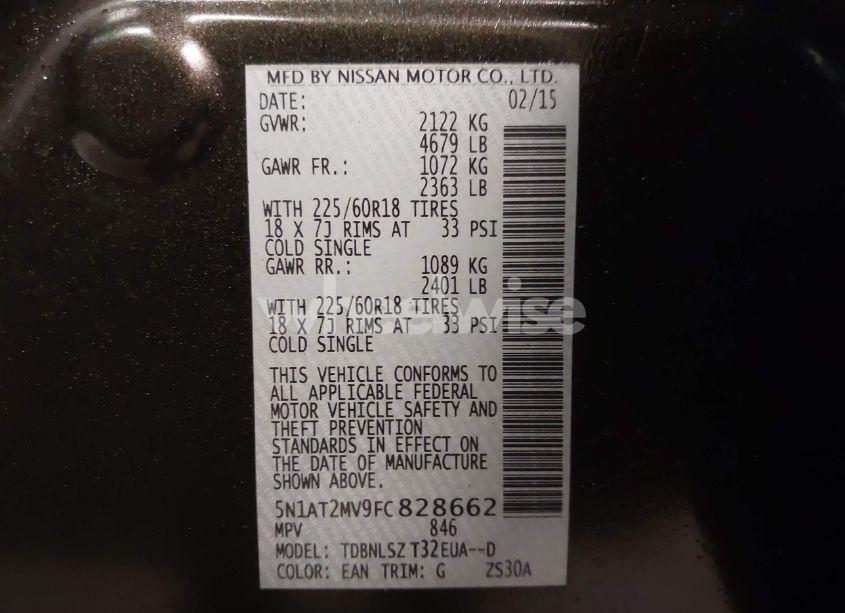 MFD BY NISSAN MOTOR CO., LTD.
DATE: 02/15
GVWR: 2122 KG
4679 LB
GAWR FR.: 1072 KG
2363 LB
WITH 225/60R18 TIRES
18 X 7J RIMS AT 33 PSI
COLD SINGLE
GAWR RR.: 1089 KG
2401 LB
WITH 225/60R18 TIRES
18 X 7J RIMS AT 33 PSI
COLD SINGLE
wheelwise
THIS VEHICLE CONFORMS TO
ALL APPLICABLE FEDERAL
MOTOR VEHICLE SAFETY AND
THEFT PREVENTION
STANDARDS IN EFFECT ON
THE DATE OF MANUFACTURE
SHOWN ABOVE.
5N1AT2MV9FC828662
MPV 846
MODEL: TDBNLSZ T32EUA--D
COLOR: EAN TRIM: G ZS30A